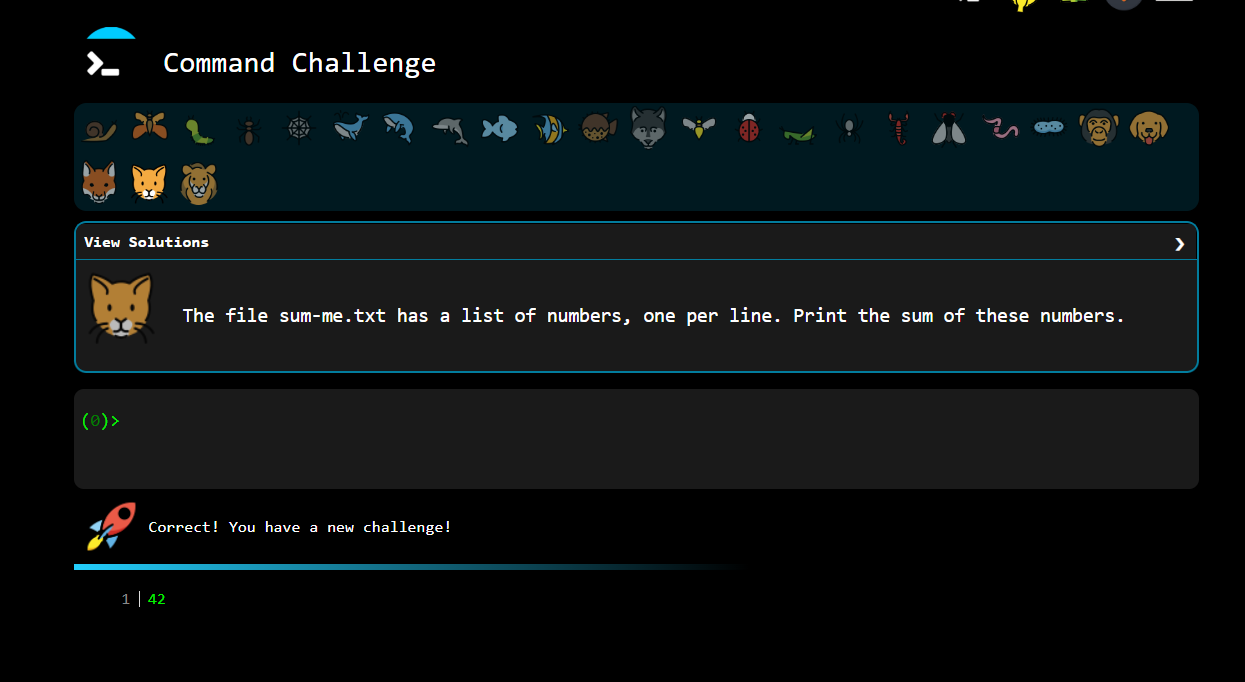 Command Challenge
View Solutions
The file sum-me.txt has a list of numbers, one per line. Print the sum of these numbers.
(0)>
Correct! You have a new challenge!
1 | 42